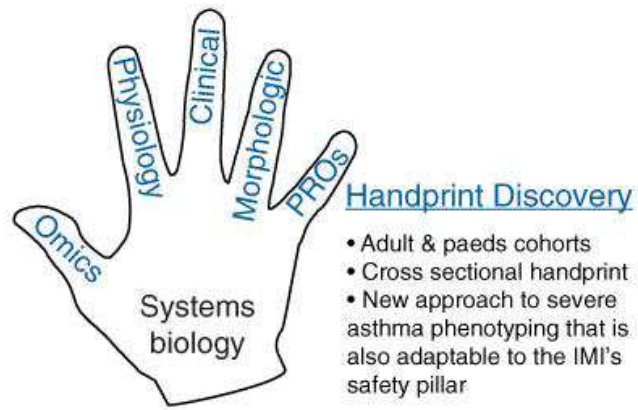 Omics
Physiology
Clinical
Morphologic
PROs
Systems
biology
Handprint Discovery
• Adult & paeds cohorts
• Cross sectional handprint
• New approach to severe
asthma phenotyping that is
also adaptable to the IMI's
safety pillar